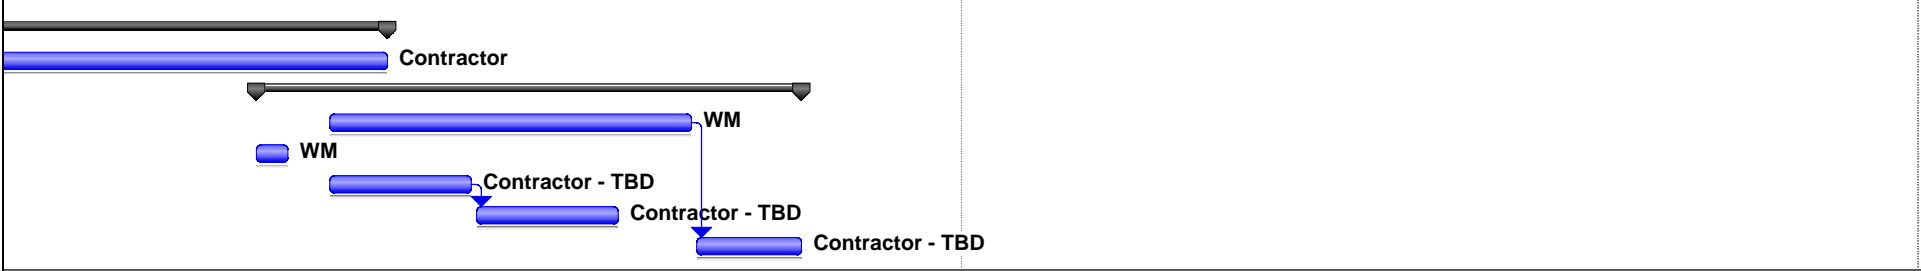 Contractor
WM
WM
Contractor - TBD
Contractor - TBD
Contractor - TBD